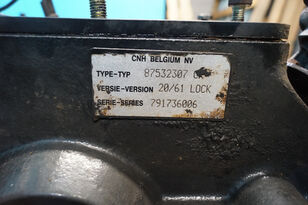 CNH BELGIUM NV
TYPE-TYP 87532307
VERSIE-VERSION 20/61 LOCK
SERIE-SERIES 791736006